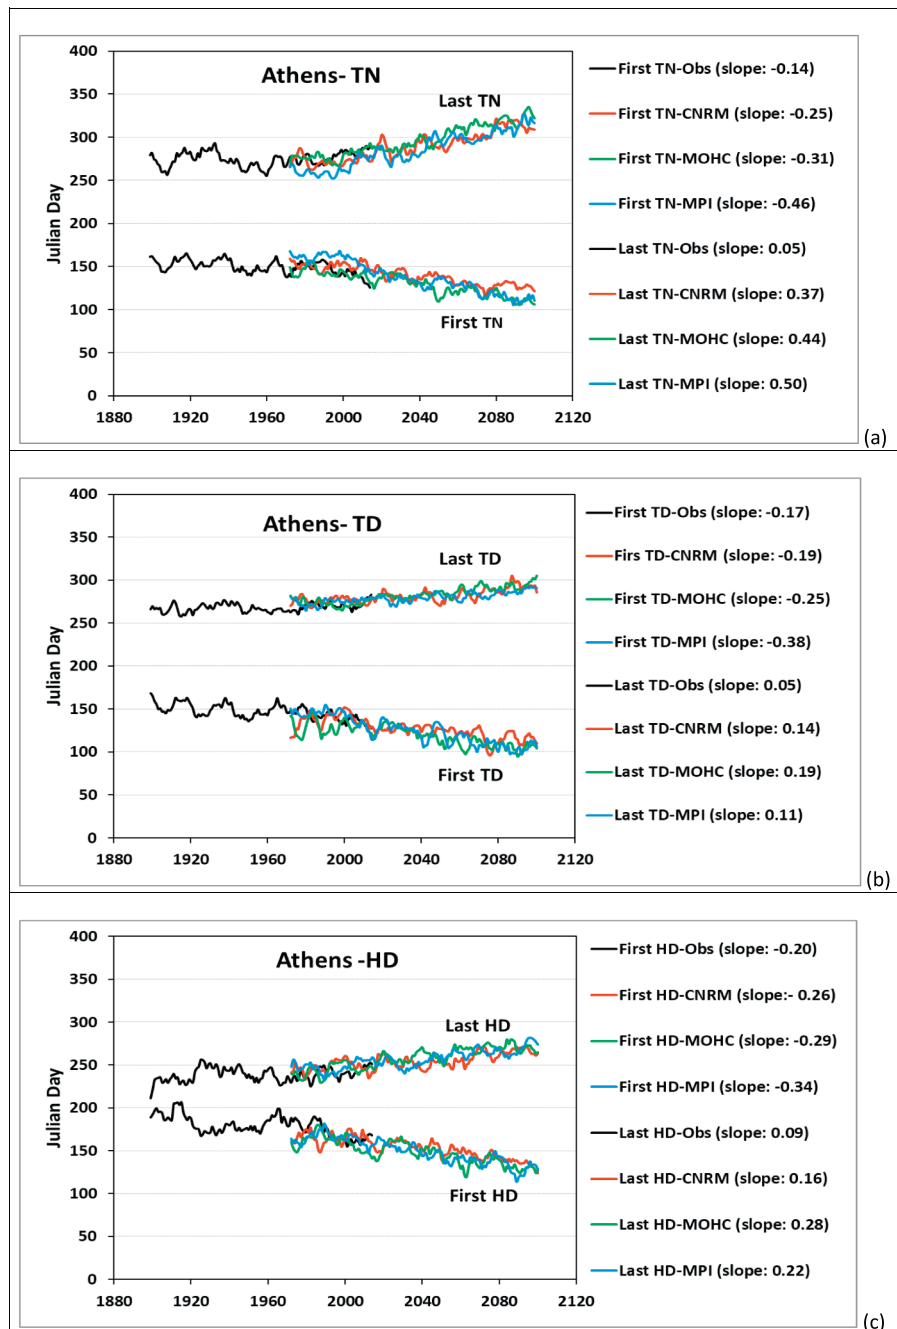 400
350
300
250
200
150
100
50
0
Julian Day
Athens- TN
Last TN
First TN
1880 1920 1960 2000 2040 2080 2120
First TN-Obs (slope: -0.14)
First TN-CNRM (slope: -0.25)
First TN-MOHC (slope: -0.31)
First TN-MPI (slope: -0.46)
Last TN-Obs (slope: 0.05)
Last TN-CNRM (slope: 0.37)
Last TN-MOHC (slope: 0.44)
Last TN-MPI (slope: 0.50)
(a)
400
350
300
250
200
150
100
50
0
Julian Day
Athens- TD
Last TD
First TD
1880 1920 1960 2000 2040 2080 2120
First TD-Obs (slope: -0.17)
Firs TD-CNRM (slope: -0.19)
First TD-MOHC (slope: -0.25)
First TD-MPI (slope: -0.38)
Last TD-Obs (slope: 0.05)
Last TD-CNRM (slope: 0.14)
Last TD-MOHC (slope: 0.19)
Last TD-MPI (slope: 0.11)
(b)
400
350
300
250
200
150
100
50
0
Julian Day
Athens -HD
Last HD
First HD
1880 1920 1960 2000 2040 2080 2120
First HD-Obs (slope: -0.20)
First HD-CNRM (slope:- 0.26)
First HD-MOHC (slope: -0.29)
First HD-MPI (slope: -0.34)
Last HD-Obs (slope: 0.09)
Last HD-CNRM (slope: 0.16)
Last HD-MOHC (slope: 0.28)
Last HD-MPI (slope: 0.22)
(c)